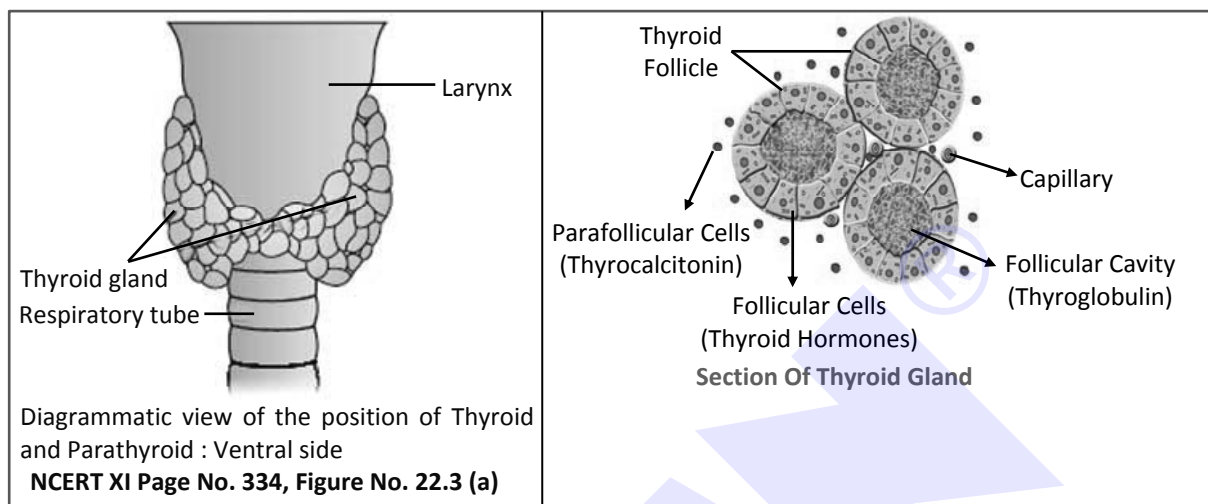 Larynx
Thyroid gland
Respiratory tube
Diagrammatic view of the position of Thyroid
and Parathyroid : Ventral side
NCERT XI Page No. 334, Figure No. 22.3 (a)
Thyroid
Follicle
Capillary
Parafollicular Cells
(Thyrocalcitonin)
Follicular Cavity
(Thyroglobulin)
Follicular Cells
(Thyroid Hormones)
Section Of Thyroid Gland
®